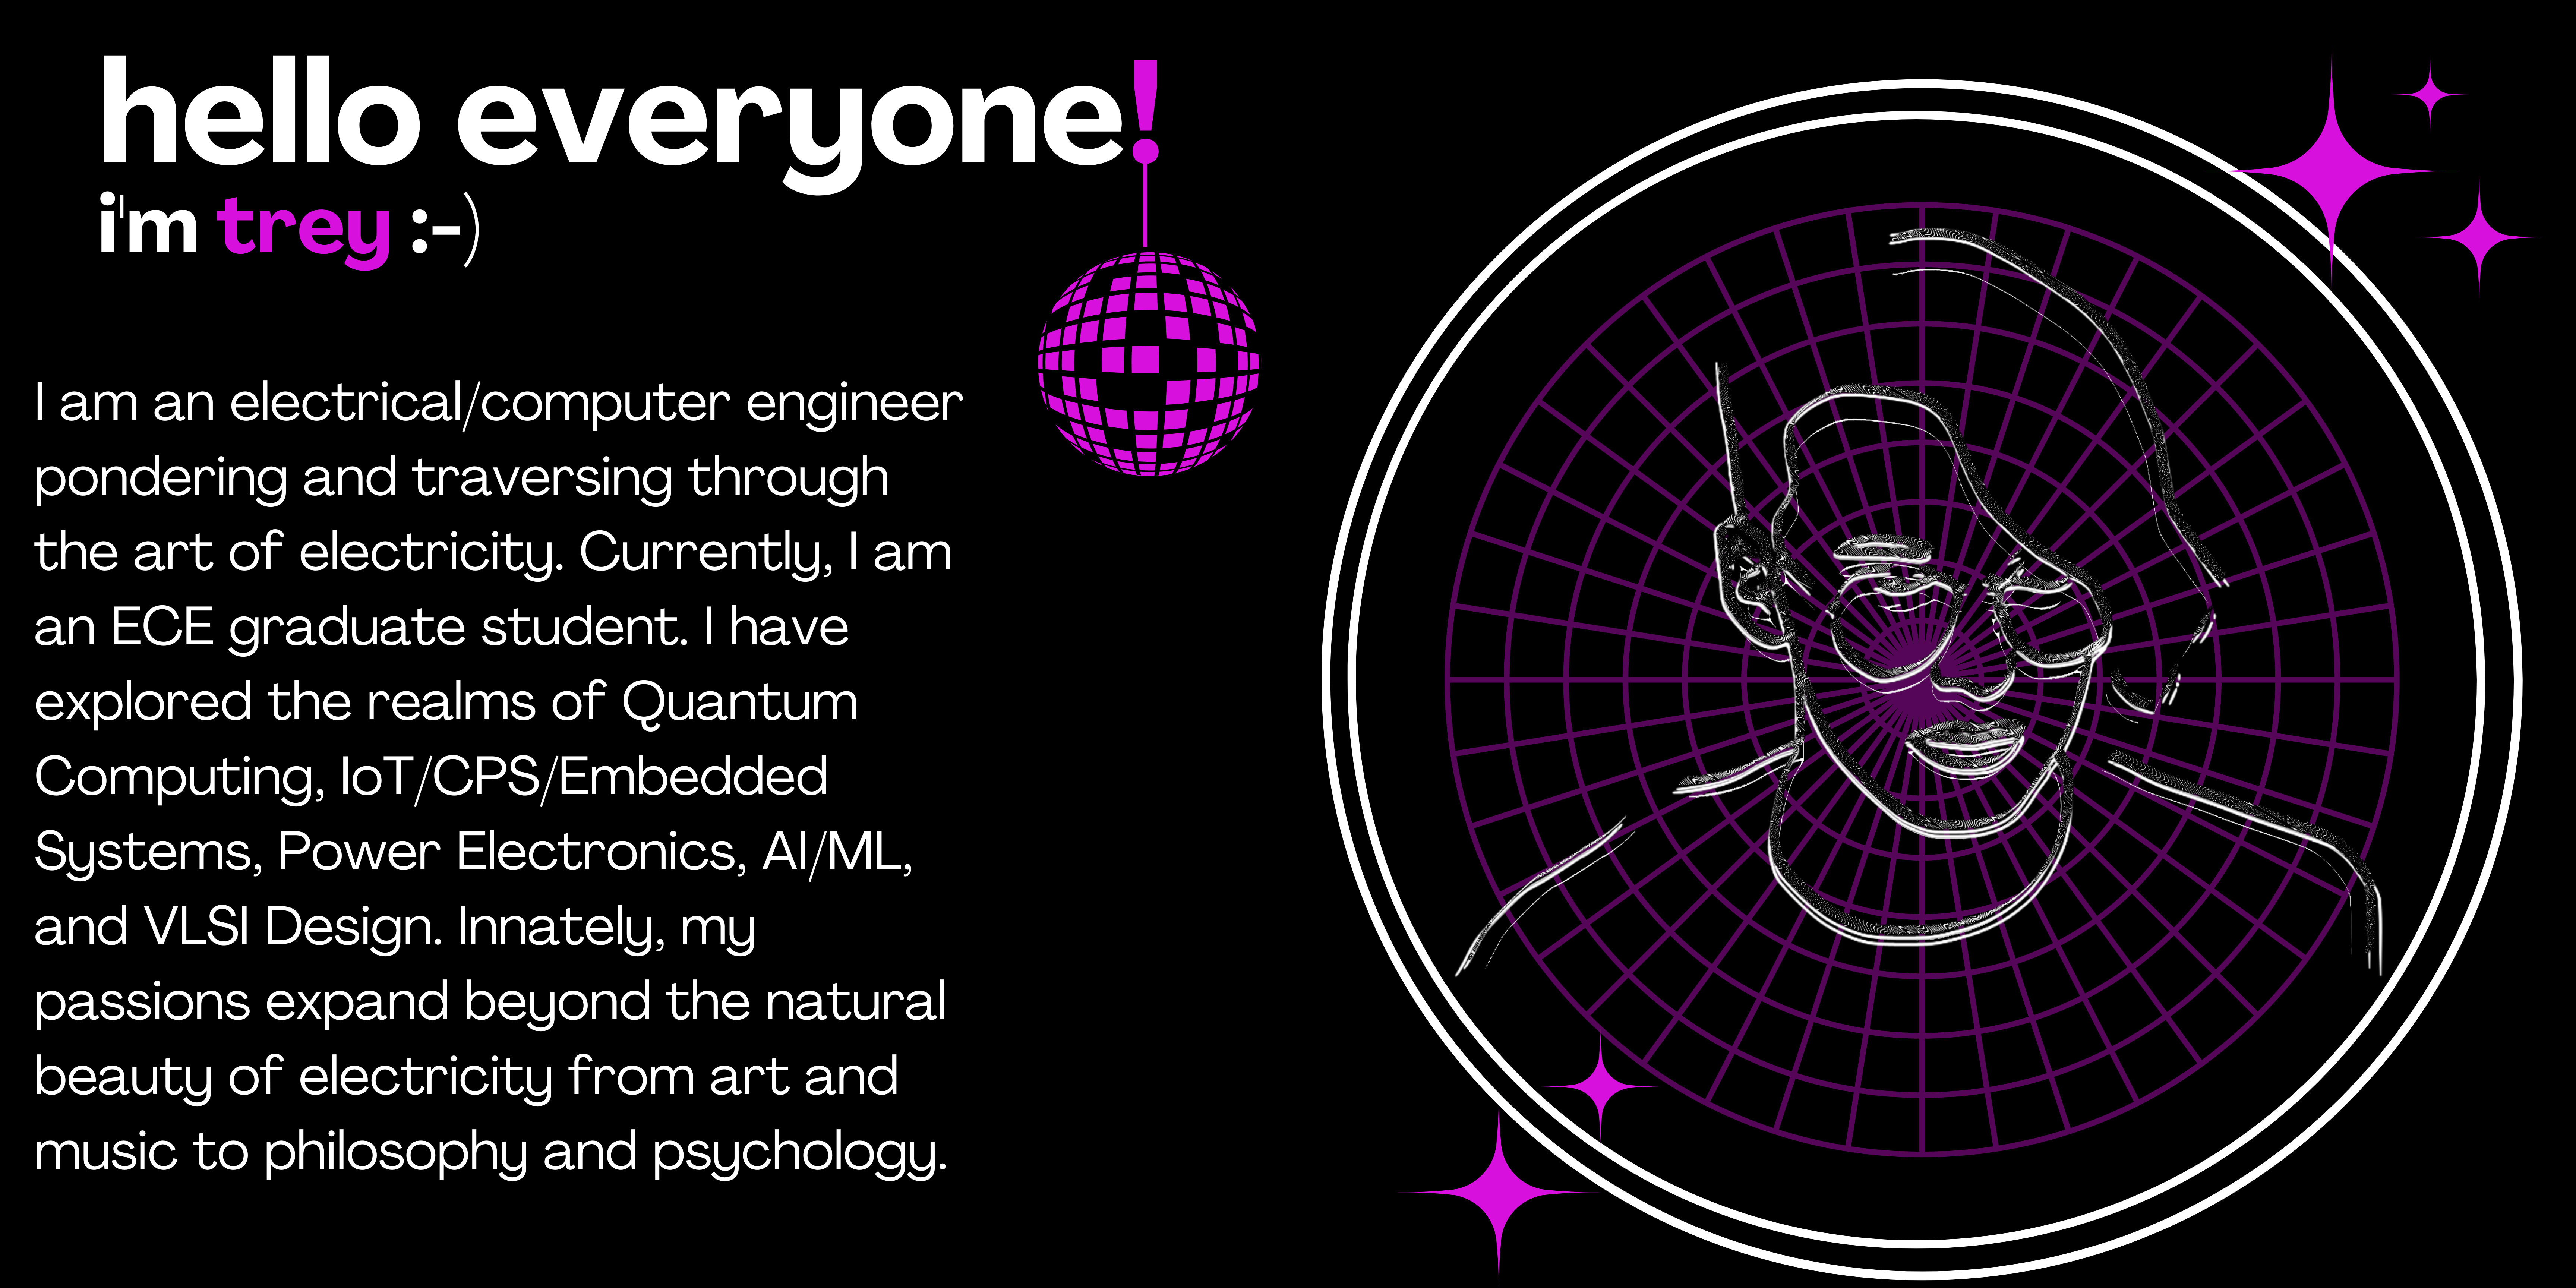 hello everyone!
i'm trey :-)
I am an electrical/computer engineer
pondering and traversing through
the art of electricity. Currently, I am
an ECE graduate student. I have
explored the realms of Quantum
Computing, IoT/CPS/Embedded
Systems, Power Electronics, AI/ML,
and VLSI Design. Innately, my
passions expand beyond the natural
beauty of electricity from art and
music to philosophy and psychology.